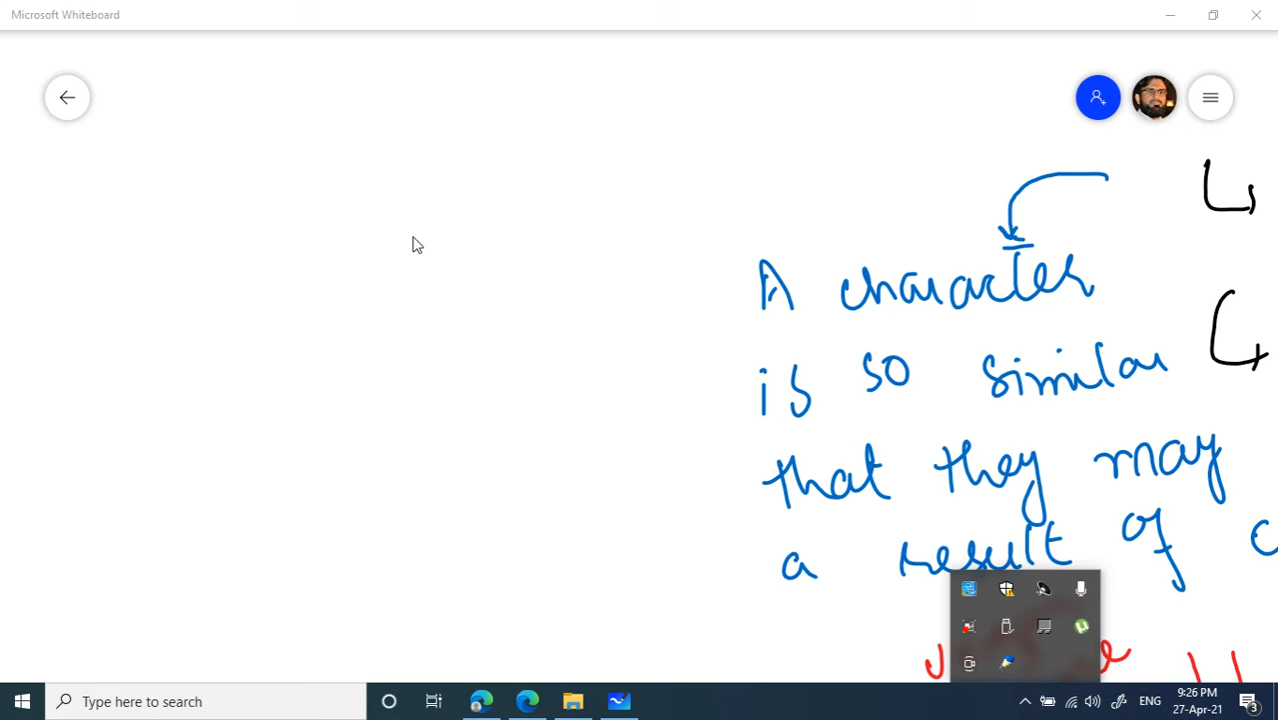 Microsoft Whiteboard
A character
is so similar
that they may
a result of
Type here to search
ENG
9:26 PM
27-Apr-21
3